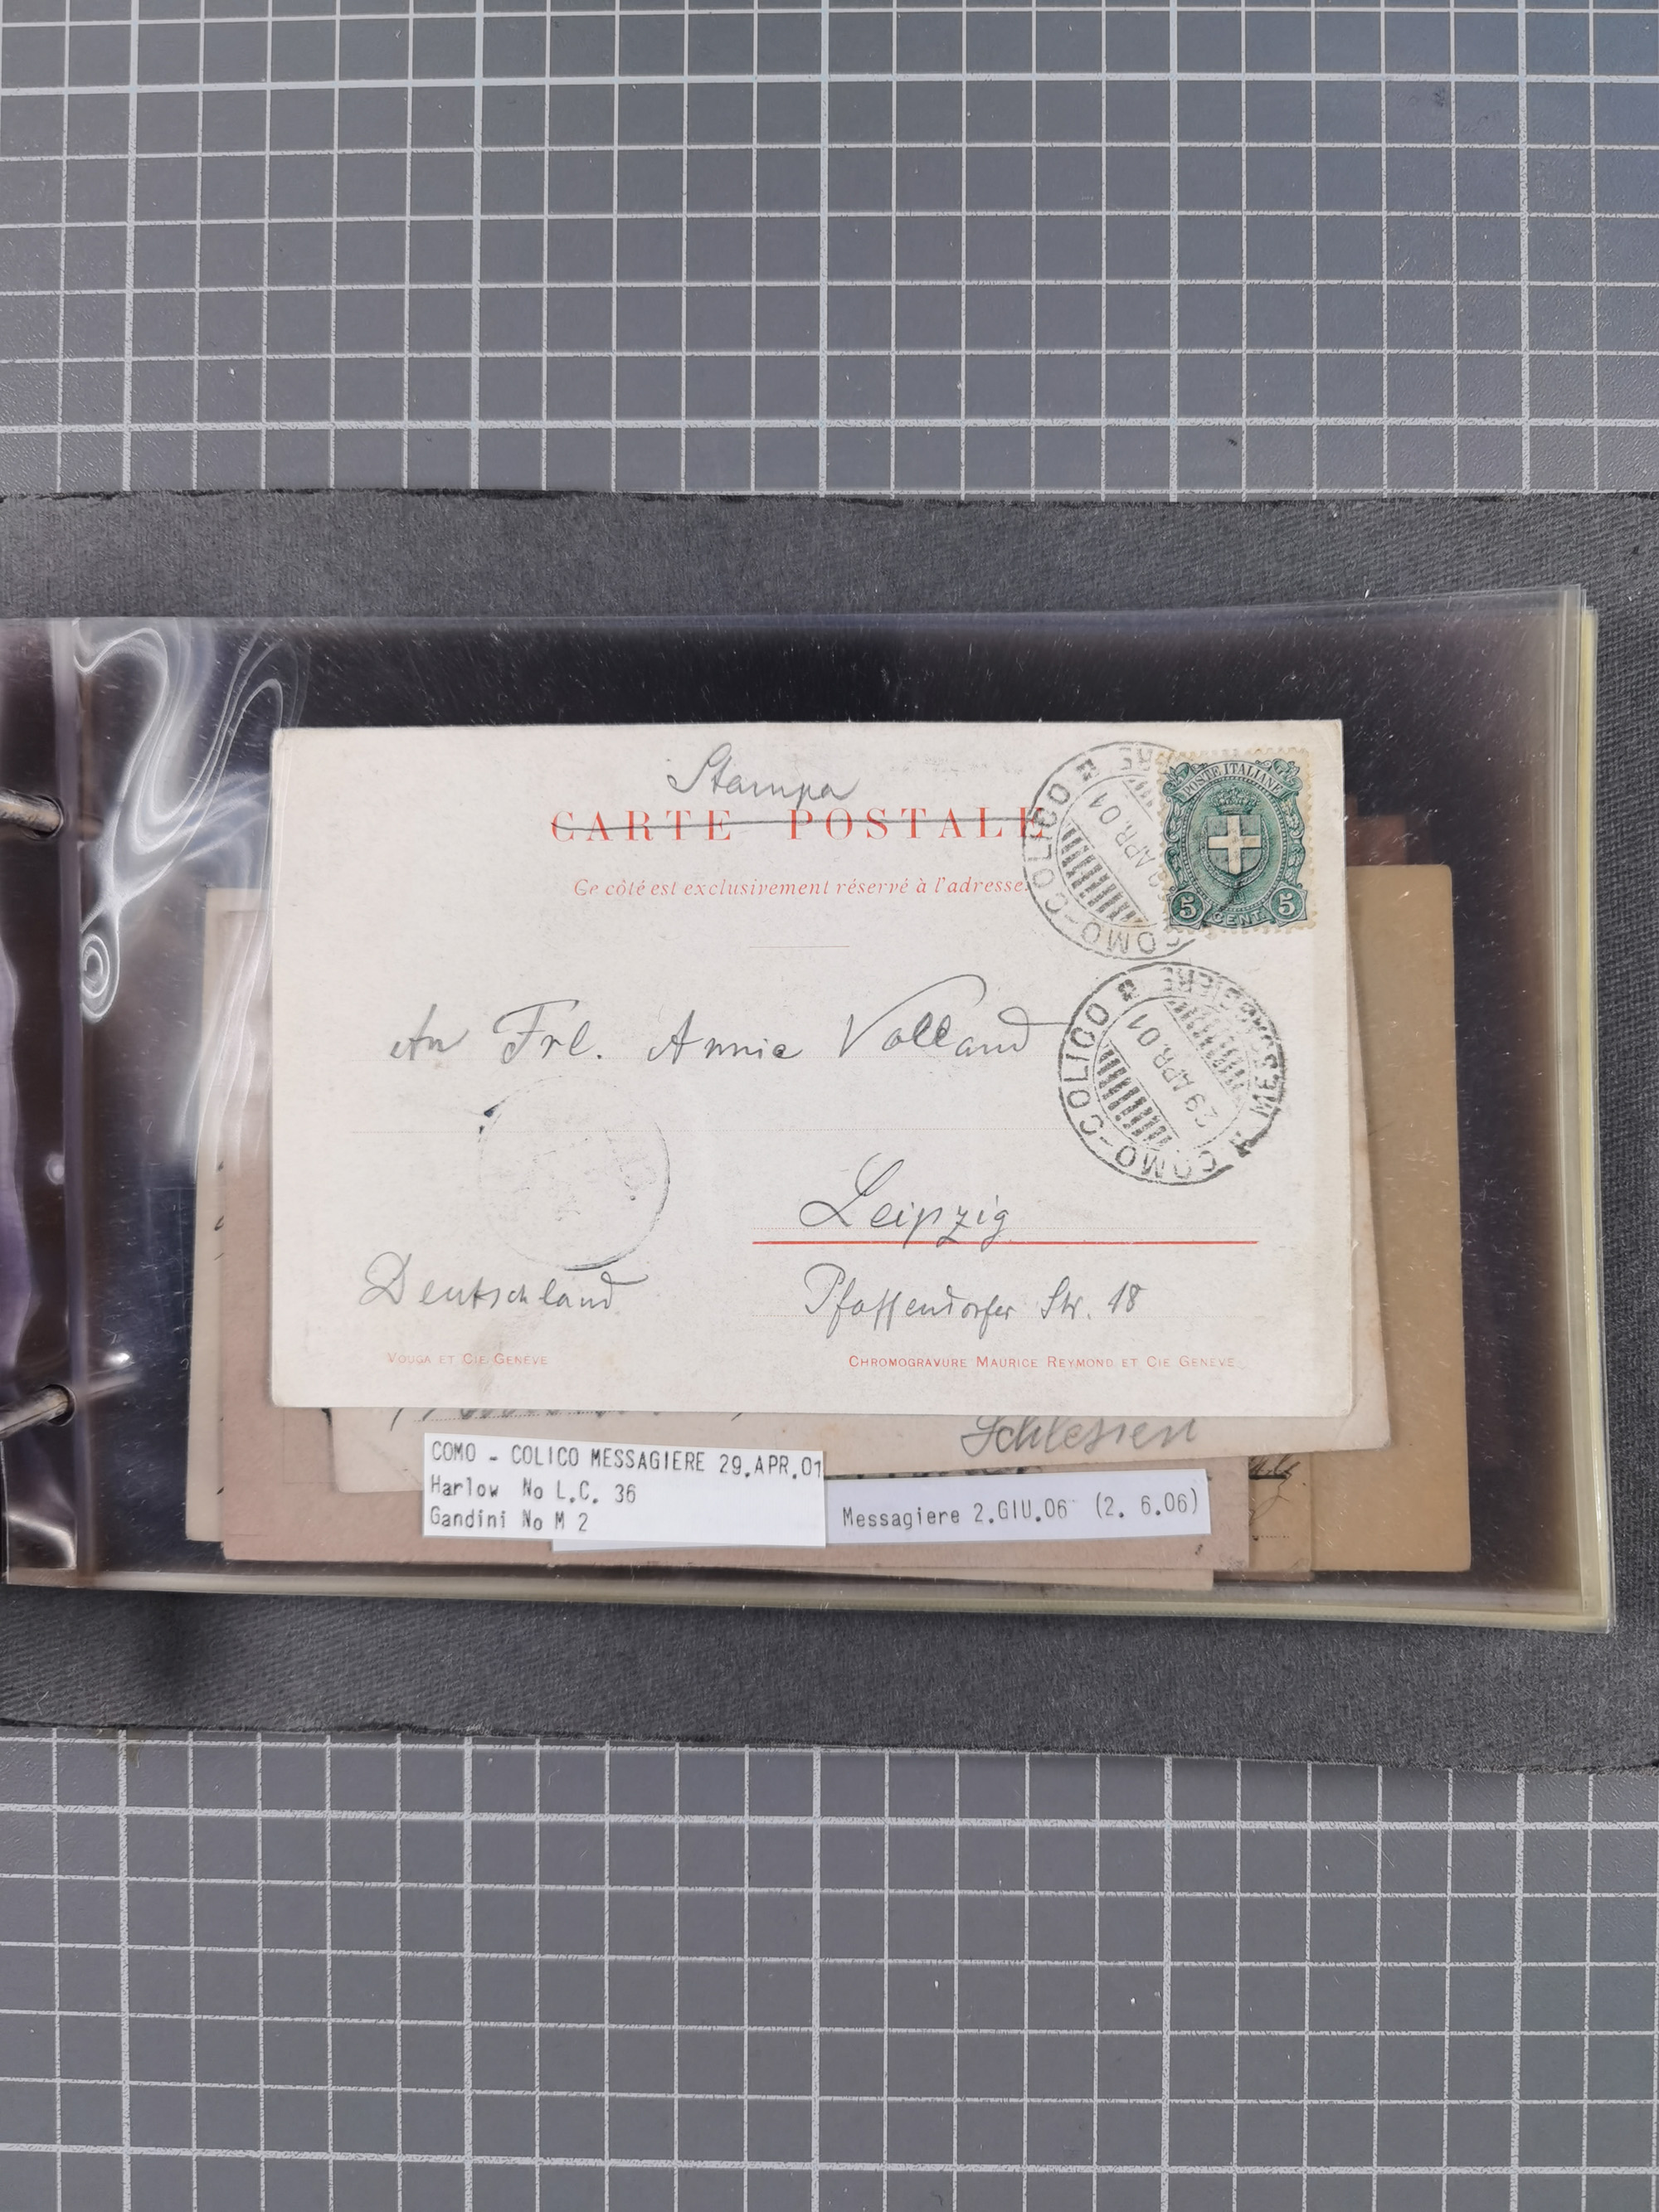 Stampa
CARTE POSTALE
Ce côté est exclusivement réservé à l'adresse.
POSTE ITALIANE
5 CENT. 5
COMO-COLICO
APR. 01
COMO-COLICO MESSAGGIERE
29 APR. 01
An Frl. Annie Volland
Leipzig
Deutschland
Pfaffendorfer Str. 18
VOUGA ET CIE, GENÈVE
CHROMOGRAVURE MAURICE REYMOND ET CIE GENÈVE.
Schlesien
COMO - COLICO MESSAGIERE 29.APR.01
Harlow No L.C. 36
Gandini No M 2
Messagiere 2.GIU.06 (2. 6.06)